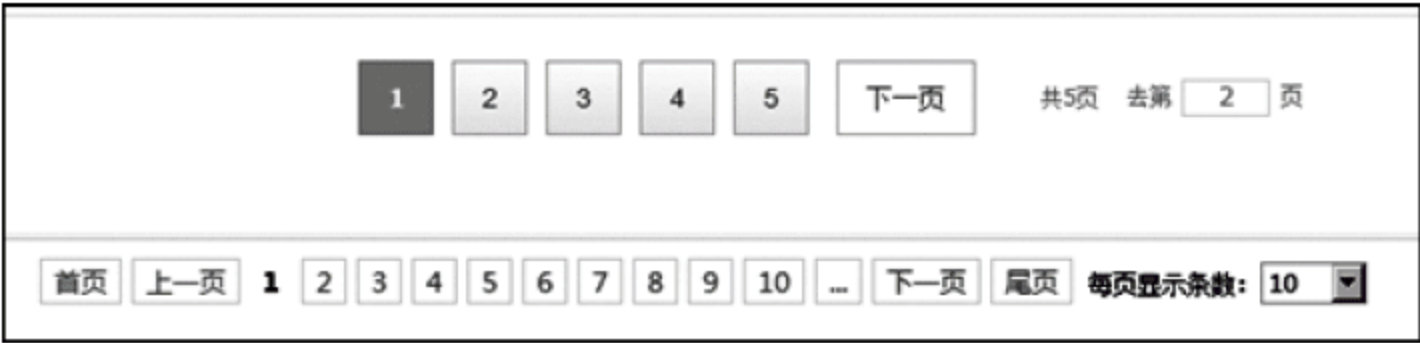 1 2 3 4 5 下一页 共5页 去第 2 页
首页 上一页 1 2 3 4 5 6 7 8 9 10 ... 下一页 尾页 每页显示条数: 10